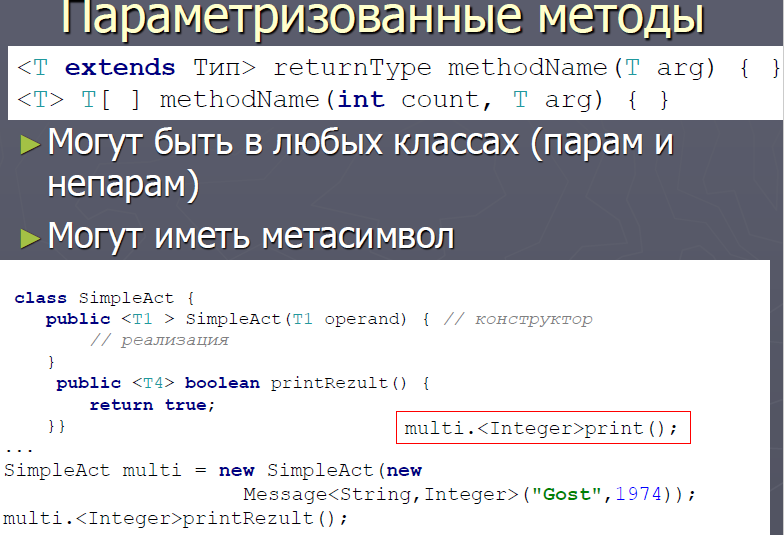 Параметризованные методы
<T extends Тип> returnType methodName(T arg) { }
<T> T[ ] methodName(int count, T arg) { }
►Могут быть в любых классах (парам и
непарам)
►Могут иметь метасимвол
class SimpleAct {
public <T1 > SimpleAct(T1 operand) { // конструктор
// реализация
}
public <T4> boolean printRezult() {
return true;
}}
multi.<Integer>print();
...
SimpleAct multi = new SimpleAct(new
Message<String,Integer>("Gost",1974));
multi.<Integer>printRezult();